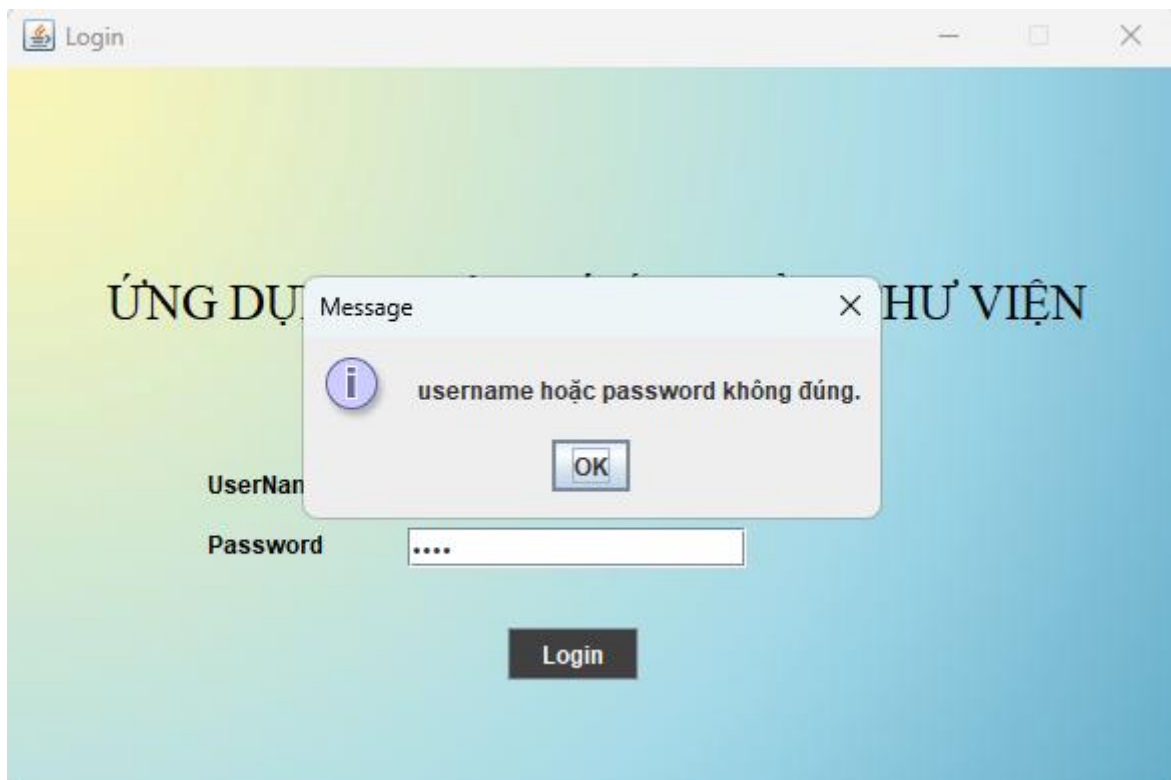 Login
ỨNG DỤ
HƯ VIỆN
Message
username hoặc password không đúng.
OK
UserNan
Password
Login